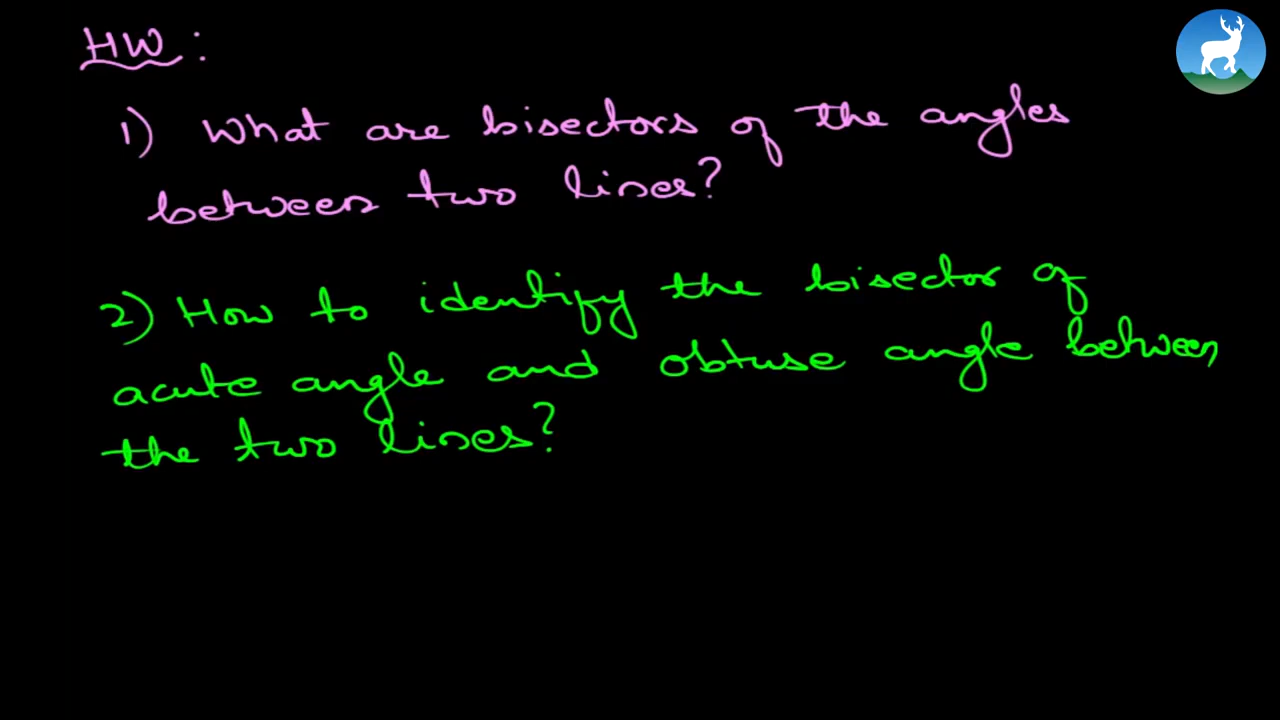 HW :
1) What are bisectors of the angles
between two lines?
2) How to identify the bisector of
acute angle and obtuse angle between
the two lines?